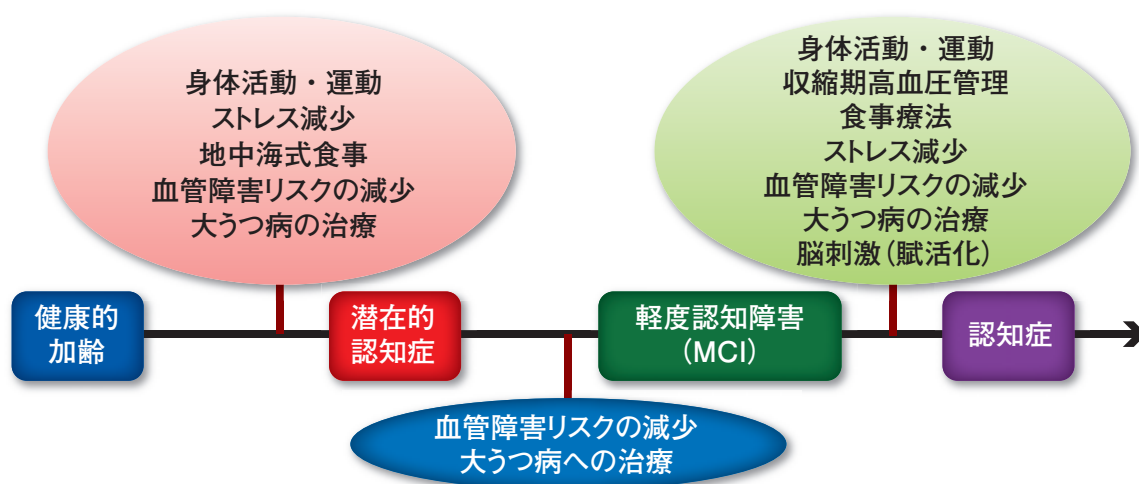 身体活動・運動
ストレス減少
地中海式食事
血管障害リスクの減少
大うつ病の治療
身体活動・運動
収縮期高血圧管理
食事療法
ストレス減少
血管障害リスクの減少
大うつ病の治療
脳刺激(賦活化)
健康的
加齢
潜在的
認知症
軽度認知障害
(MCI)
認知症
血管障害リスクの減少
大うつ病への治療